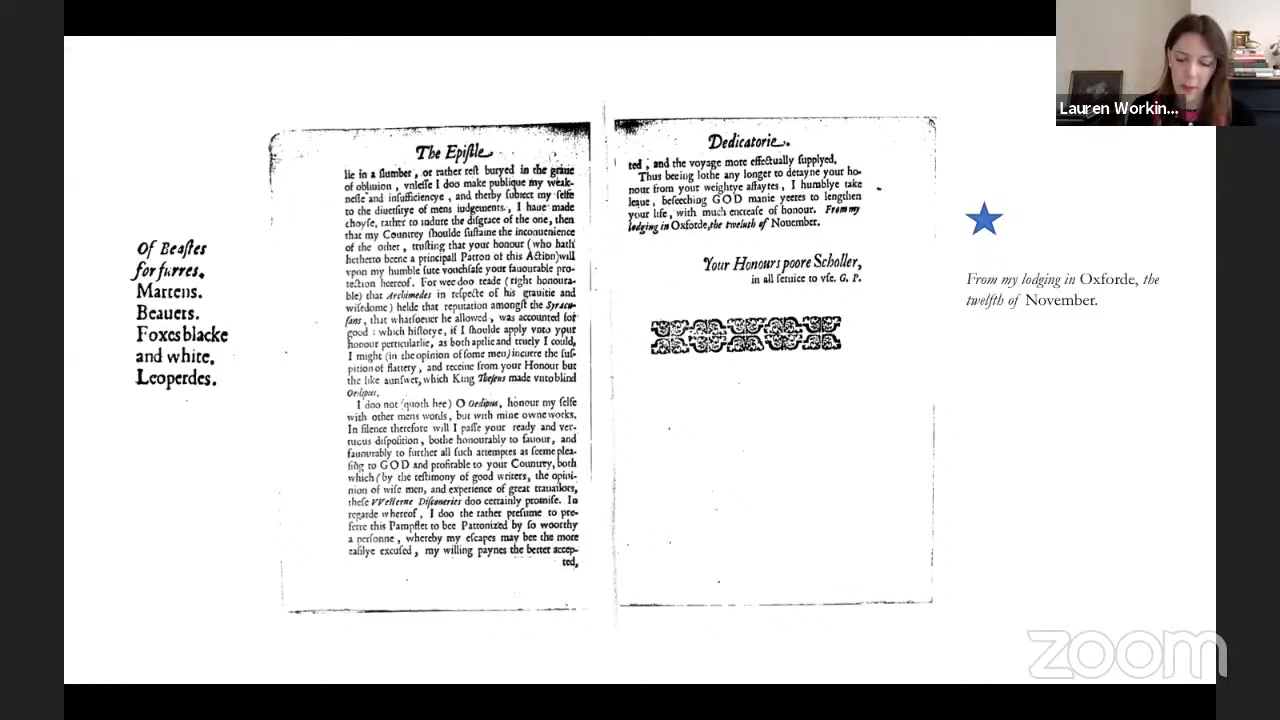 Lauren Workin...
Of Beaſtes
for furres.
Martens.
Beauers.
Foxes blacke
and white.
Leoperdes.
The Epiſtle
lie in a ſlumber, or rather reſt buryed in the graue
of obliuion, vnleſſe I doo make publique my weak-
neſſe and inſufficiencye, and therby ſubiect my ſelfe
to the diuerſitye of mens iudgements, I haue made
choyſe, rather to indure the diſgrace of the one, then
that my Countrey ſhoulde ſuſtaine the inconuenience
of the other, truſting that your honour (who hath
hetherto beene a principall Patron of this Action) will
vpon my humble ſute vouchſafe your fauourable pro-
tection heereof. For wee doo reade (right honoura-
ble) that Archimedes in reſpecte of his grauitie and
wiſedome) helde that reputation amongſt the Syracu-
ſans, that whatſoeuer he allowed, was accounted for
good: which hiſtorye, if I ſhoulde apply vnto your
honour perticularlie, as both aptlie and truely I could,
I might (in the opinion of ſome men) incurre the ſuſ-
pition of flattery, and receiue from your Honour but
the like aunſwer, which King Theſeus made vnto blind
Oedipus.
I doo not (quoth hee) O Oedipus, honour my ſelfe
with other mens words, but with mine owne works.
In ſilence therefore will I paſſe your ready and ver-
tuous diſpoſition, bothe honourably to fauour, and
fauourably to further all ſuch attemptes as ſeeme plea-
ſing to GOD and profitable to your Countrey, both
which (by the teſtimony of good writers, the opini-
nion of wiſe men, and experience of great trauailors,
theſe VVeſterne Diſcoueries doo certainly promiſe. In
regarde whereof, I doo the rather preſume to pre-
ferre this Pamphlet to bee Patronized by ſo woorthy
a perſonne, whereby my eſcapes may bee the more
eaſilye excuſed, my willing paynes the better accep-
ted,
Dedicatorie.
ted, and the voyage more effectually ſupplyed.
Thus beeing lothe any longer to detayne your ho-
nour from your weightye affayres, I humblye take
leaue, beſeeching GOD manie yeeres to lengthen
your life, with much encreaſe of honour. From my
lodging in Oxforde, the twelfth of Nouember.
Your Honours poore Scholler,
in all ſeruice to vſe. G. P.
From my lodging in Oxforde, the
twelfth of November.
zoom